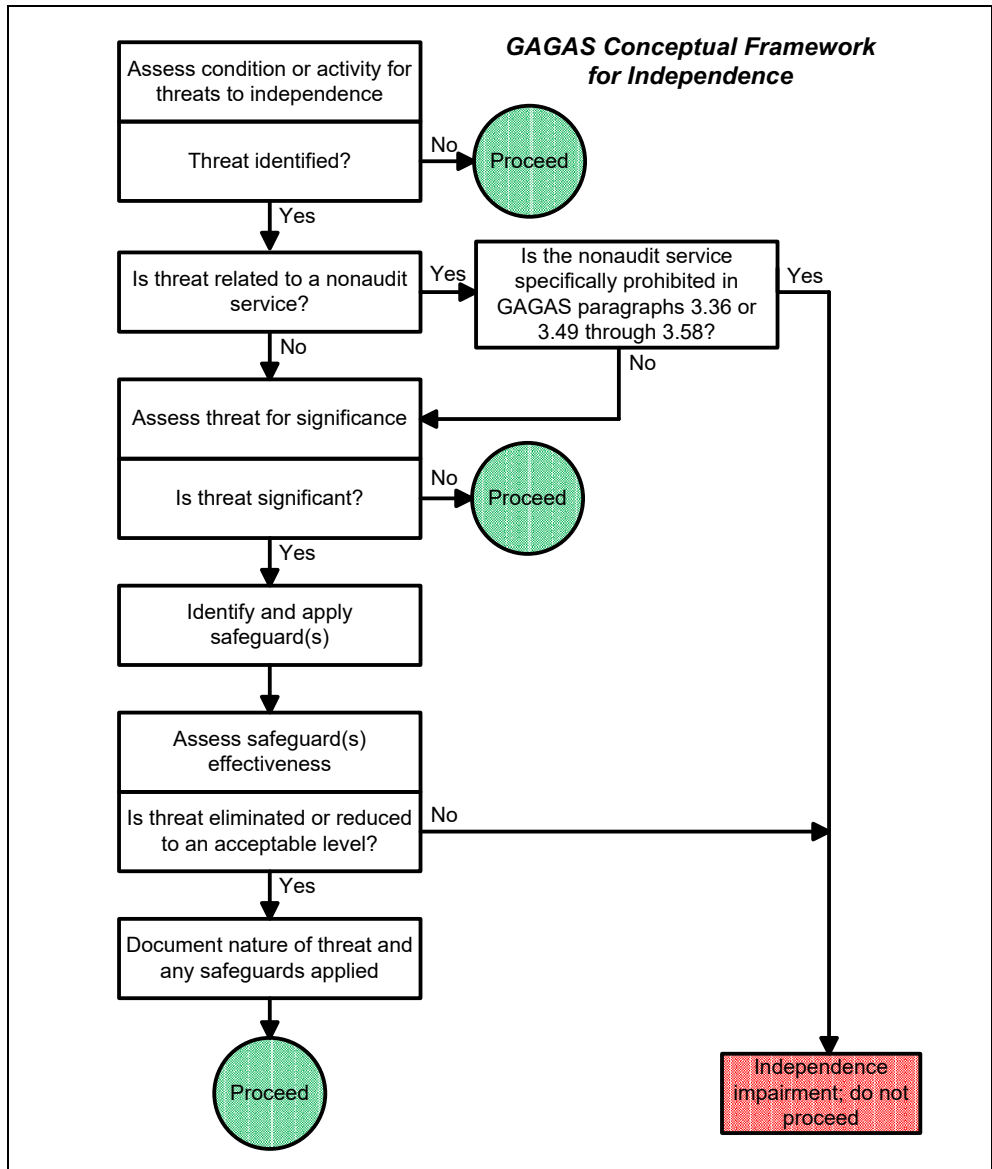 GAGAS Conceptual Framework
for Independence
Assess condition or activity for
threats to independence
Threat identified?
No
Proceed
Yes
Is threat related to a nonaudit
service?
Yes
Is the nonaudit service
specifically prohibited in
GAGAS paragraphs 3.36 or
3.49 through 3.58?
Yes
No
No
Assess threat for significance
Is threat significant?
No
Proceed
Yes
Identify and apply
safeguard(s)
Assess safeguard(s)
effectiveness
Is threat eliminated or reduced
to an acceptable level?
No
Yes
Document nature of threat and
any safeguards applied
Proceed
Independence
impairment; do not
proceed